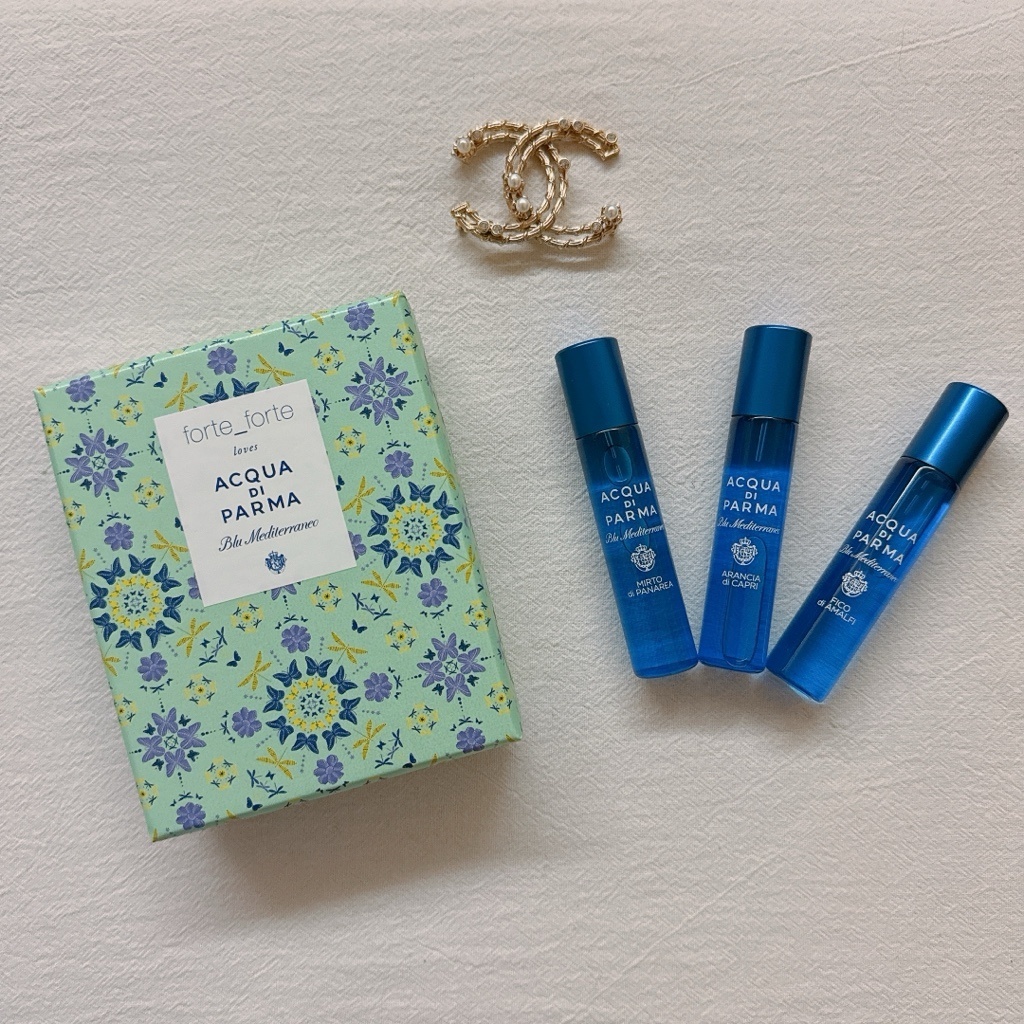 forte_forte
loves
ACQUA
DI
PARMA
Blu Mediterraneo
ACQUA
DI
PARMA
Blu Mediterraneo
MIRTO
di PANAREA
ACQUA
DI
PARMA
Blu Mediterraneo
ARANCIA
di CAPRI
ACQUA
DI
PARMA
Blu Mediterraneo
FICO
di AMALFI